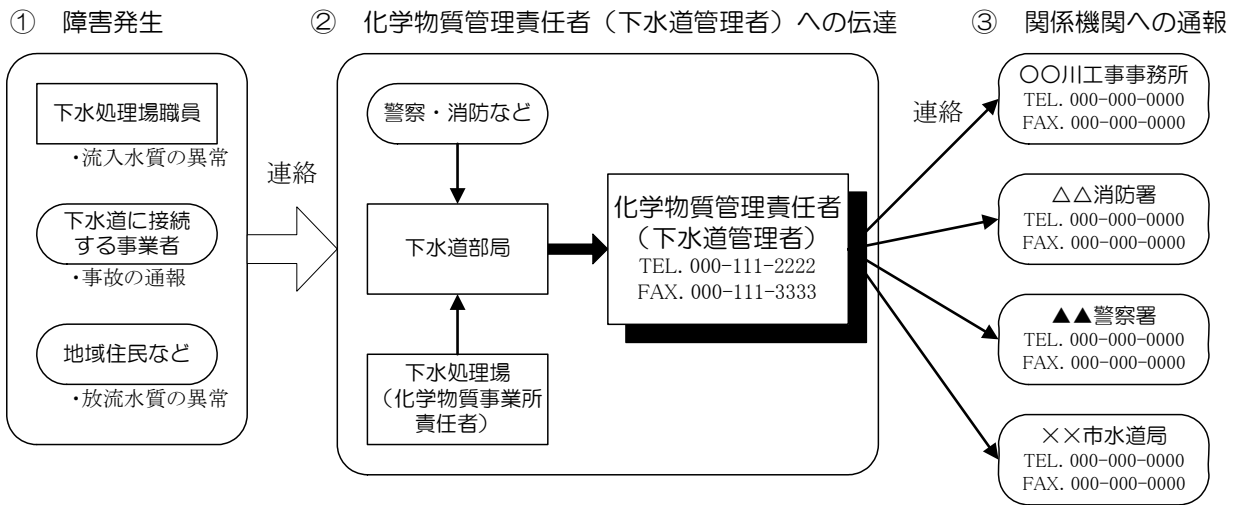 ① 障害発生
下水処理場職員
・流入水質の異常
下水道に接続
する事業者
・事故の通報
地域住民など
・放流水質の異常
連絡
② 化学物質管理責任者（下水道管理者）への伝達
警察・消防など
下水道部局
下水処理場
（化学物質事業所
責任者）
化学物質管理責任者
（下水道管理者）
TEL. 000-111-2222
FAX. 000-111-3333
連絡
③ 関係機関への通報
〇〇川工事事務所
TEL. 000-000-0000
FAX. 000-000-0000
△△消防署
TEL. 000-000-0000
FAX. 000-000-0000
▲▲警察署
TEL. 000-000-0000
FAX. 000-000-0000
××市水道局
TEL. 000-000-0000
FAX. 000-000-0000